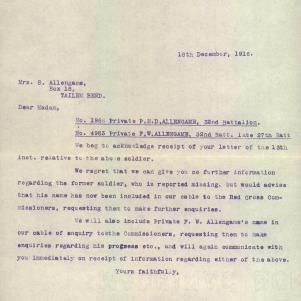 18th December, 1916.
Mrs. S. Allengame,
Box 18,
TAILEM BEND.
Dear Madam,
No. 1966 Private P.H.D.ALLENGAME, 32nd Battalion.
No. 4963 Private F.W.ALLENGAME, 32nd Batt. late 27th Batt
We beg to acknowledge receipt of your letter of the 13th
inst. relative to the above soldier.
We regret that we can give you no further information
regarding the former soldier, who is reported missing, but would advise
that his name has now been included in our cable to the Red Cross Com-
missioners, requesting them to make further enquiries.
We will also include Private F. W. Allengame's name in
our cable of enquiry to the Commissioners, requesting them to make
enquiries regarding his progress etc., and will again communicate with
you immediately on receipt of information regarding either of the above.
Yours faithfully,